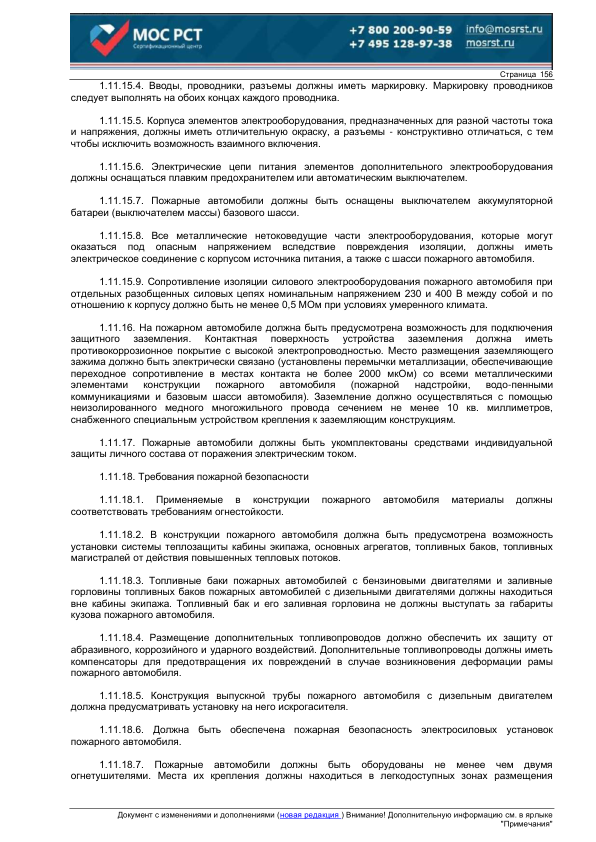 МОС РСТ
Сертификационный центр
+7 800 200-90-59
+7 495 128-97-38
info@mosrst.ru
mosrst.ru
Страница 156
1.11.15.4. Вводы, проводники, разъемы должны иметь маркировку. Маркировку проводников
следует выполнять на обоих концах каждого проводника.
1.11.15.5. Корпуса элементов электрооборудования, предназначенных для разной частоты тока
и напряжения, должны иметь отличительную окраску, а разъемы - конструктивно отличаться, с тем
чтобы исключить возможность взаимного включения.
1.11.15.6. Электрические цепи питания элементов дополнительного электрооборудования
должны оснащаться плавким предохранителем или автоматическим выключателем.
1.11.15.7. Пожарные автомобили должны быть оснащены выключателем аккумуляторной
батареи (выключателем массы) базового шасси.
1.11.15.8. Все металлические нетоковедущие части электрооборудования, которые могут
оказаться под опасным напряжением вследствие повреждения изоляции, должны иметь
электрическое соединение с корпусом источника питания, а также с шасси пожарного автомобиля.
1.11.15.9. Сопротивление изоляции силового электрооборудования пожарного автомобиля при
отдельных разобщенных силовых цепях номинальным напряжением 230 и 400 В между собой и по
отношению к корпусу должно быть не менее 0,5 МОм при условиях умеренного климата.
1.11.16. На пожарном автомобиле должна быть предусмотрена возможность для подключения
защитного заземления. Контактная поверхность устройства заземления должна иметь
противокоррозионное покрытие с высокой электропроводностью. Место размещения заземляющего
зажима должно быть электрически связано (установлены перемычки металлизации, обеспечивающие
переходное сопротивление в местах контакта не более 2000 мкОм) со всеми металлическими
элементами конструкции пожарного автомобиля (пожарной надстройки, водо-пенными
коммуникациями и базовым шасси автомобиля). Заземление должно осуществляться с помощью
неизолированного медного многожильного провода сечением не менее 10 кв. миллиметров,
снабженного специальным устройством крепления к заземляющим конструкциям.
1.11.17. Пожарные автомобили должны быть укомплектованы средствами индивидуальной
защиты личного состава от поражения электрическим током.
1.11.18. Требования пожарной безопасности
1.11.18.1. Применяемые в конструкции пожарного автомобиля материалы должны
соответствовать требованиям огнестойкости.
1.11.18.2. В конструкции пожарного автомобиля должна быть предусмотрена возможность
установки системы теплозащиты кабины экипажа, основных агрегатов, топливных баков, топливных
магистралей от действия повышенных тепловых потоков.
1.11.18.3. Топливные баки пожарных автомобилей с бензиновыми двигателями и заливные
горловины топливных баков пожарных автомобилей с дизельными двигателями должны находиться
вне кабины экипажа. Топливный бак и его заливная горловина не должны выступать за габариты
кузова пожарного автомобиля.
1.11.18.4. Размещение дополнительных топливопроводов должно обеспечить их защиту от
абразивного, коррозийного и ударного воздействий. Дополнительные топливопроводы должны иметь
компенсаторы для предотвращения их повреждений в случае возникновения деформации рамы
пожарного автомобиля.
1.11.18.5. Конструкция выпускной трубы пожарного автомобиля с дизельным двигателем
должна предусматривать установку на него искрогасителя.
1.11.18.6. Должна быть обеспечена пожарная безопасность электросиловых установок
пожарного автомобиля.
1.11.18.7. Пожарные автомобили должны быть оборудованы не менее чем двумя
огнетушителями. Места их крепления должны находиться в легкодоступных зонах размещения
Документ с изменениями и дополнениями (новая редакция ) Внимание! Дополнительную информацию см. в ярлыке
"Примечания"